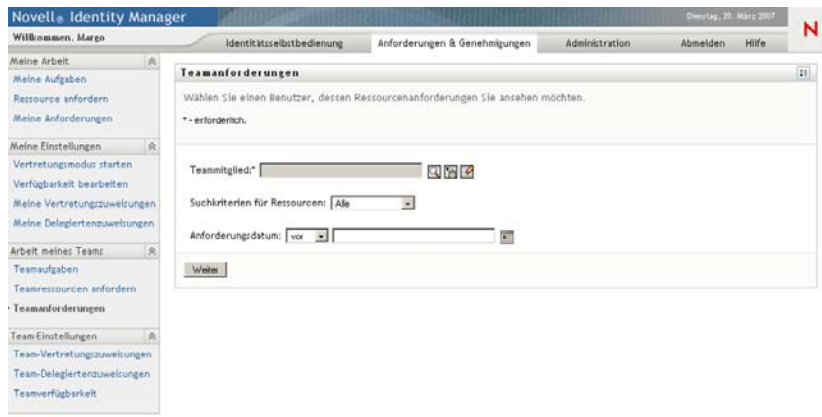 Novell® Identity Manager
Dienstag, 20. März 2007
Willkommen, Margo
Identitätsselbstbedienung
Anforderungen & Genehmigungen
Administration
Abmelden
Hilfe
N
Meine Arbeit
Meine Aufgaben
Ressource anfordern
Meine Anforderungen
Meine Einstellungen
Vertretungsmodus starten
Verfügbarkeit bearbeiten
Meine Vertretungszuweisungen
Meine Delegiertenzuweisungen
Arbeit meines Teams
Teamaufgaben
Teamressourcen anfordern
Teamanforderungen
Team-Einstellungen
Team-Vertretungszuweisungen
Team-Delegiertenzuweisungen
Teamverfügbarkeit
Teamanforderungen
Wählen Sie einen Benutzer, dessen Ressourcenanforderungen Sie ansehen möchten.
* - erforderlich.
Teammitglied:*
Suchkriterien für Ressourcen: Alle
Anforderungsdatum: vor
Weiter